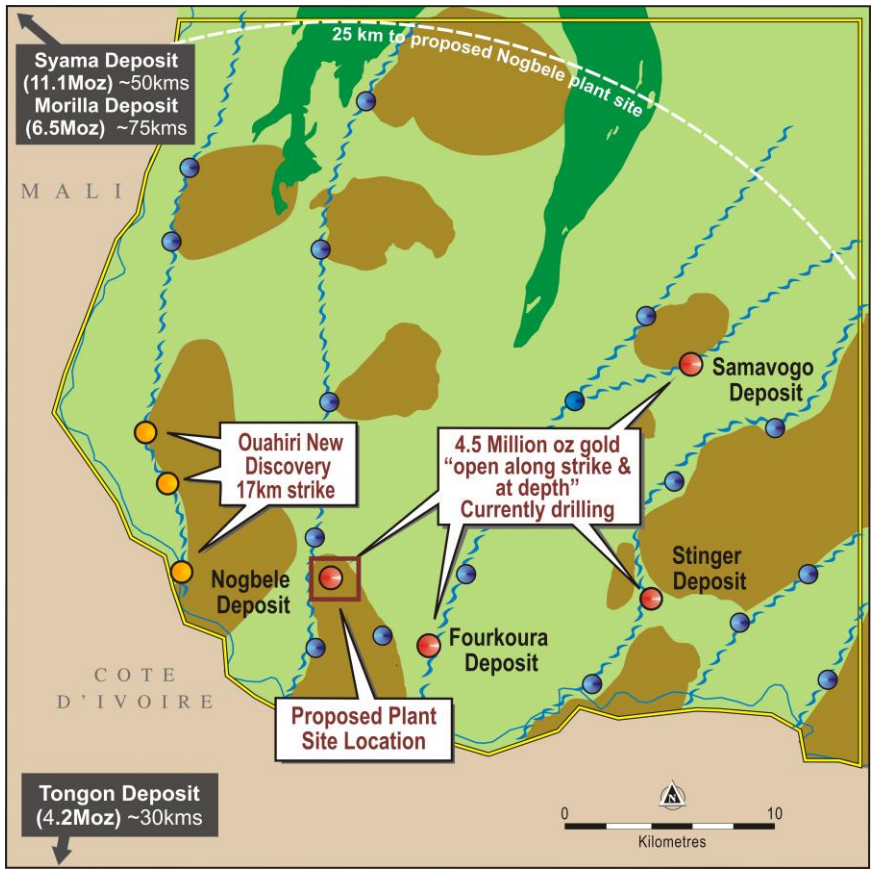 25 km to proposed Nogbele plant site
Syama Deposit
(11.1Moz) ~50kms
Morilla Deposit
(6.5Moz) ~75kms
MALI
Samavogo
Deposit
Ouahiri New
Discovery
17km strike
4.5 Million oz gold
“open along strike &
at depth”
Currently drilling
Nogbele
Deposit
Stinger
Deposit
Fourkoura
Deposit
COTE
D'IVOIRE
Proposed Plant
Site Location
Tongon Deposit
(4.2Moz) ~30kms
N
0 10
Kilometres